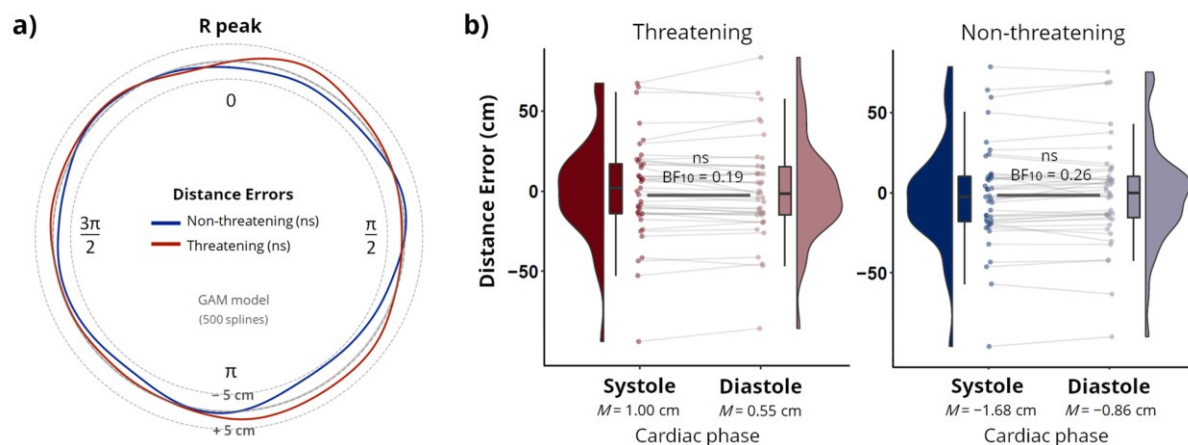 a)
R peak
0
Distance Errors
Non-threatening (ns)
Threatening (ns)
3π
2
π
2
GAM model
(500 splines)
π
− 5 cm
+ 5 cm
b)
Threatening
Distance Error (cm)
50
0
−50
ns
BF₁₀ = 0.19
Systole
Diastole
M = 1.00 cm
M = 0.55 cm
Cardiac phase
Non-threatening
50
0
−50
ns
BF₁₀ = 0.26
Systole
Diastole
M = −1.68 cm
M = −0.86 cm
Cardiac phase